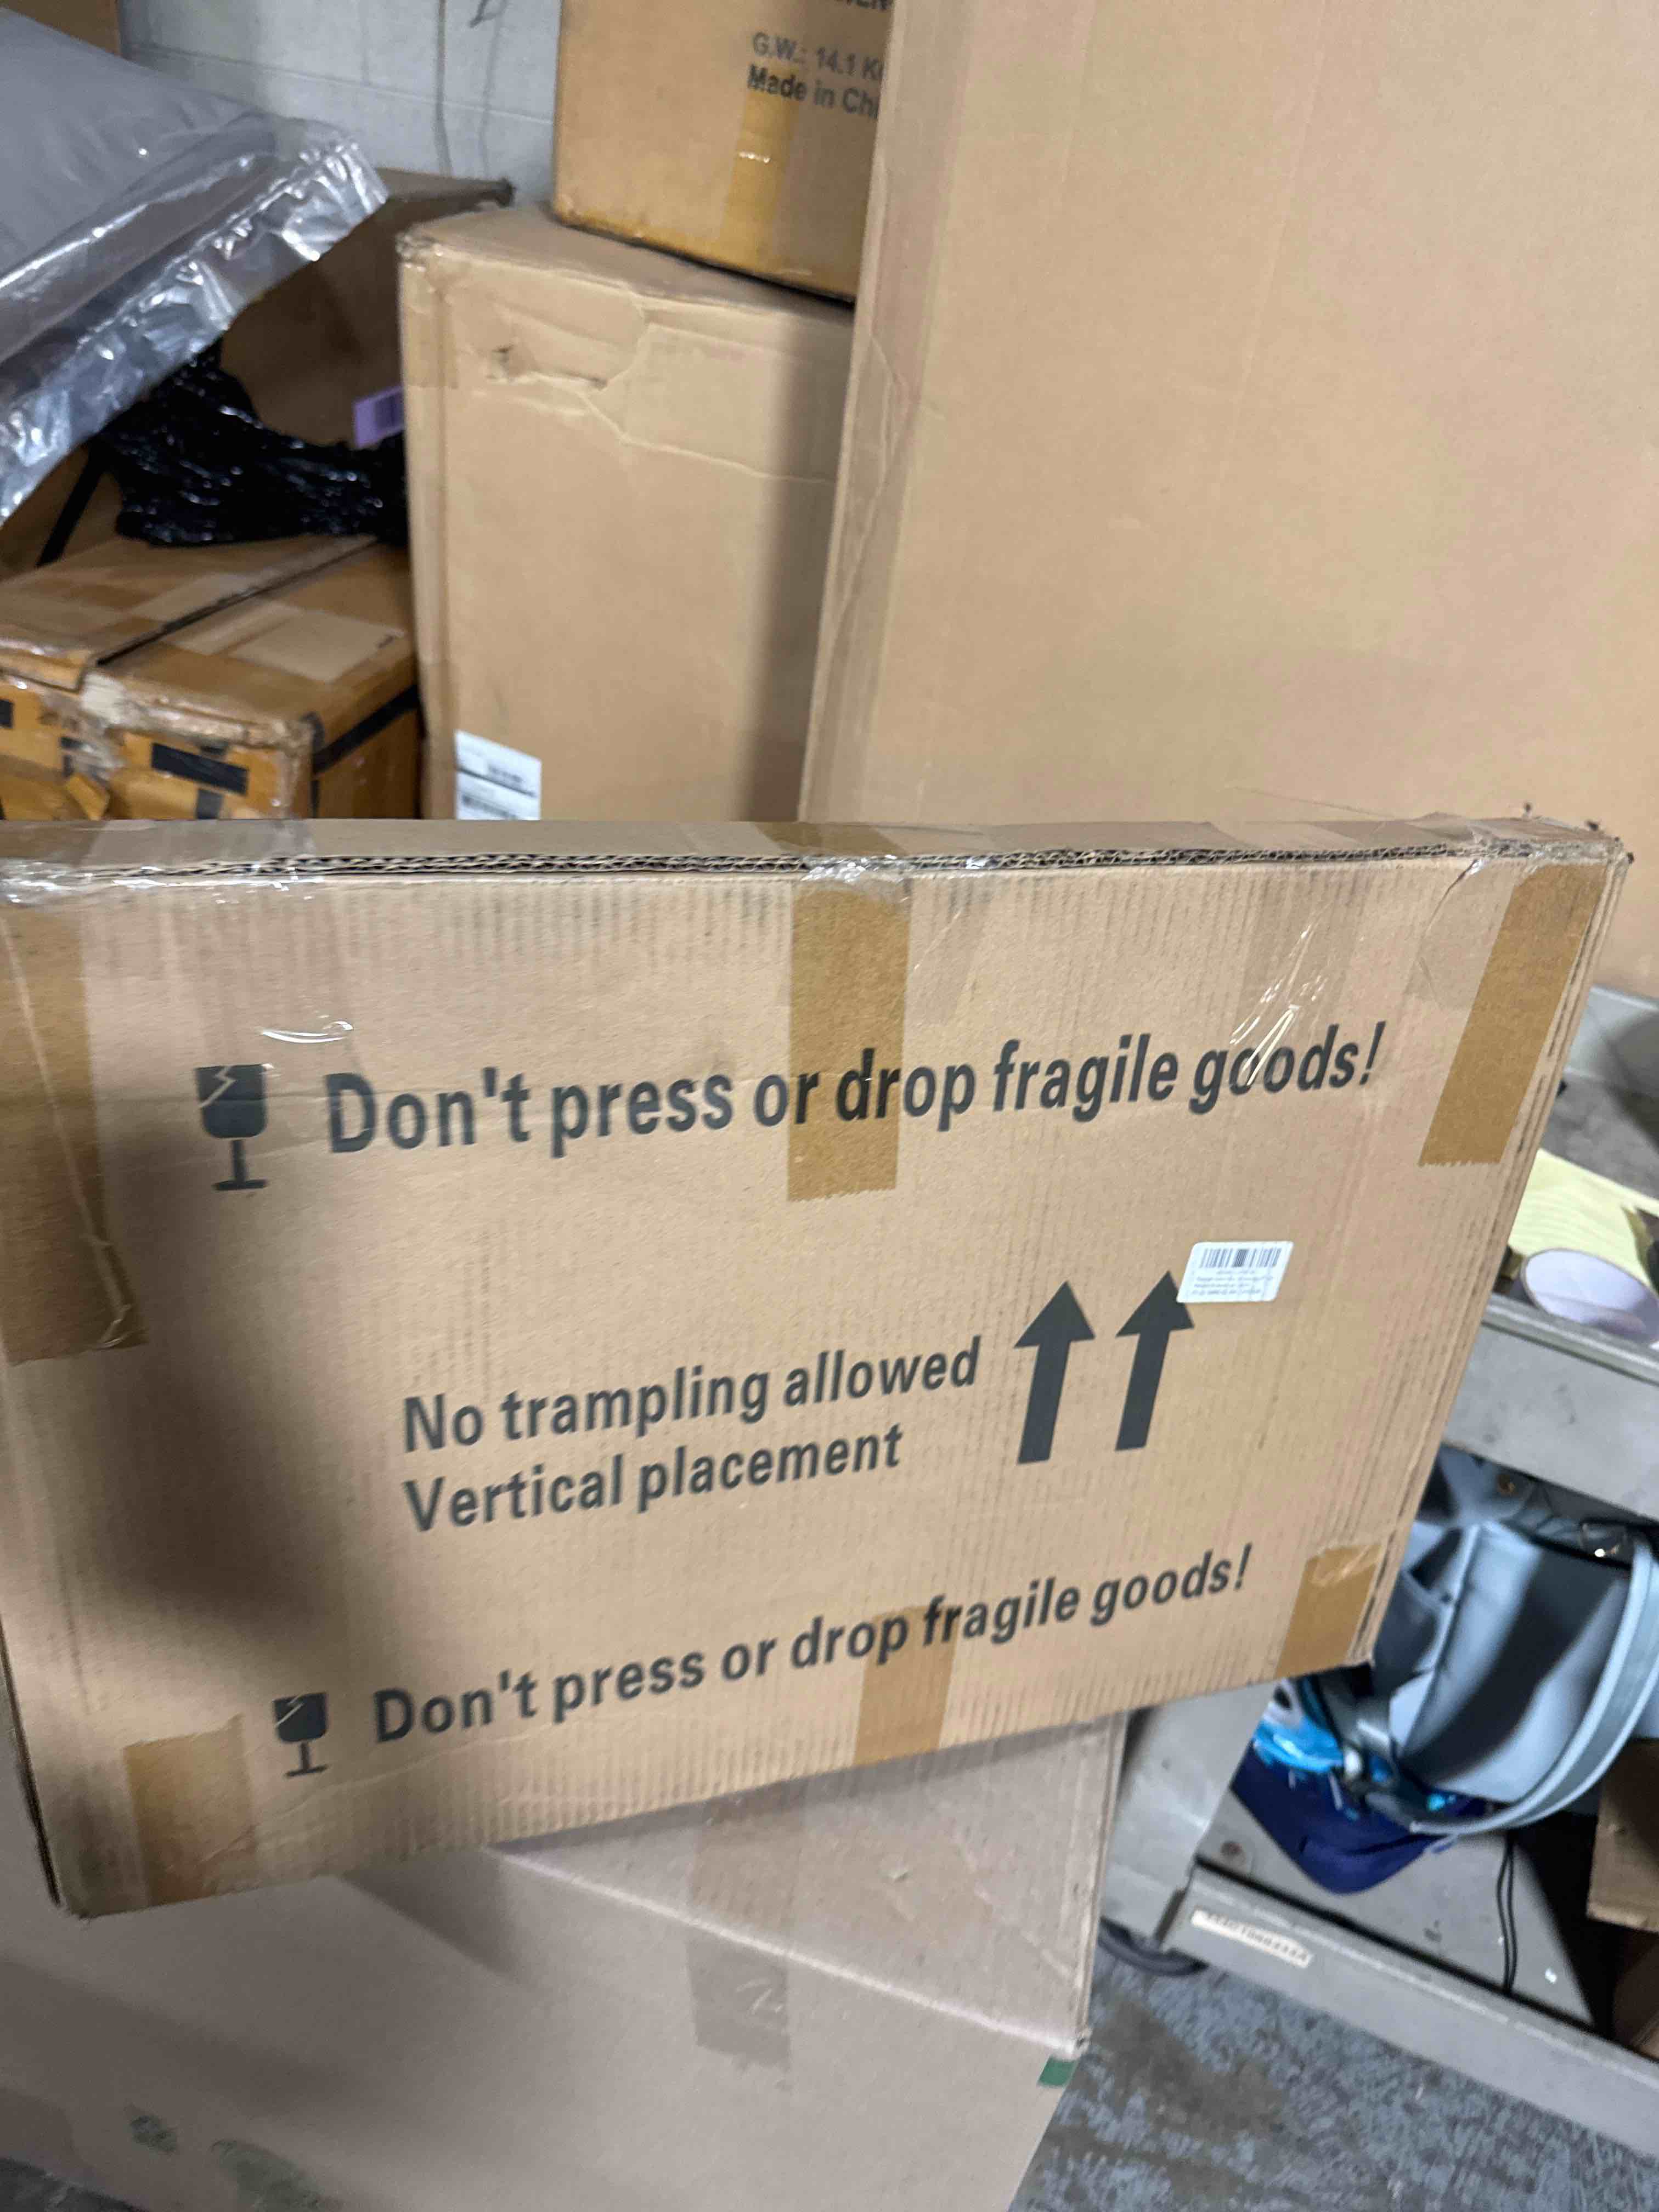 G.W.: 14.1 K
Made in Chi
Don't press or drop fragile goods!
No trampling allowed
Vertical placement
Don't press or drop fragile goods!